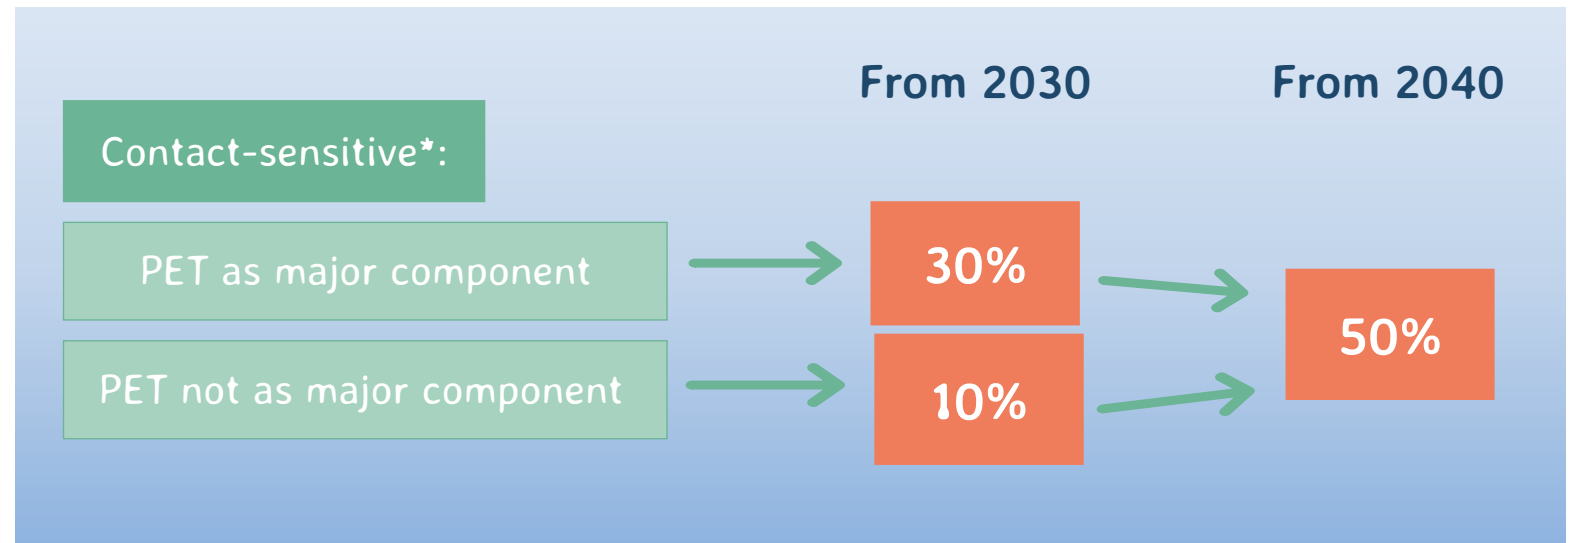 From 2030
From 2040
Contact-sensitive*:
PET as major component
30%
50%
PET not as major component
10%